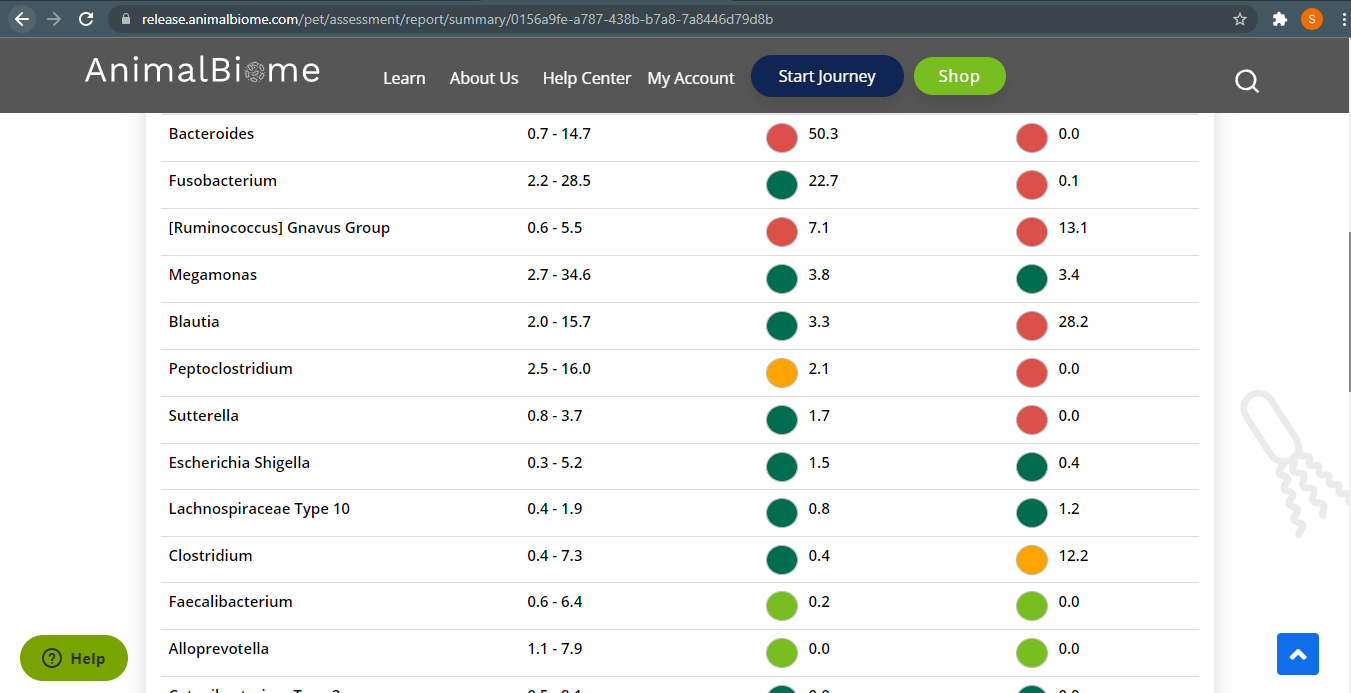 release.animalbiome.com/pet/assessment/report/summary/0156a9fe-a787-438b-b7a8-7a8446d79d8b
S
AnimalBiome
Learn About Us Help Center My Account Start Journey Shop
Bacteroides 0.7 - 14.7 50.3 0.0
Fusobacterium 2.2 - 28.5 22.7 0.1
[Ruminococcus] Gnavus Group 0.6 - 5.5 7.1 13.1
Megamonas 2.7 - 34.6 3.8 3.4
Blautia 2.0 - 15.7 3.3 28.2
Peptoclostridium 2.5 - 16.0 2.1 0.0
Sutterella 0.8 - 3.7 1.7 0.0
Escherichia Shigella 0.3 - 5.2 1.5 0.4
Lachnospiraceae Type 10 0.4 - 1.9 0.8 1.2
Clostridium 0.4 - 7.3 0.4 12.2
Faecalibacterium 0.6 - 6.4 0.2 0.0
Alloprevotella 1.1 - 7.9 0.0 0.0
Help